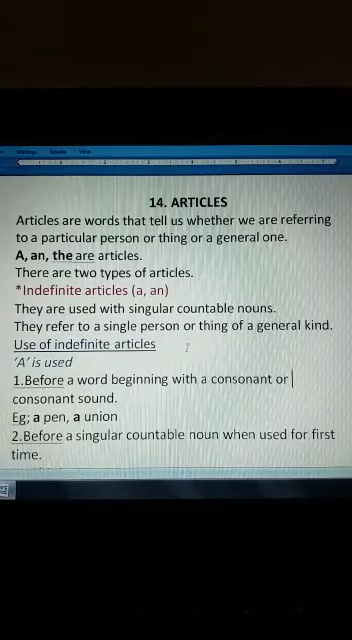 Mailings Review View
14. ARTICLES
Articles are words that tell us whether we are referring
to a particular person or thing or a general one.
A, an, the are articles.
There are two types of articles.
*Indefinite articles (a, an)
They are used with singular countable nouns.
They refer to a single person or thing of a general kind.
Use of indefinite articles
'A' is used
1.Before a word beginning with a consonant or
consonant sound.
Eg; a pen, a union
2.Before a singular countable noun when used for first
time.